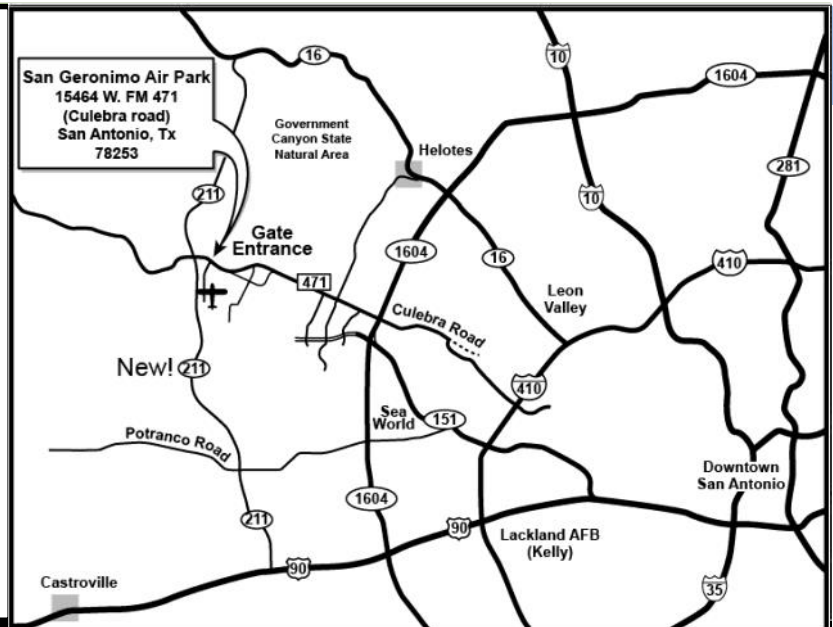 San Geronimo Air Park
15464 W. FM 471
(Culebra road)
San Antonio, Tx
78253
16
10
1604
Government
Canyon State
Natural Area
Helotes
281
211
10
Gate
Entrance
1604
16
410
471
Leon
Valley
Culebra Road
New!
211
410
Sea
World
151
Potranco Road
Downtown
San Antonio
1604
211
90
Lackland AFB
(Kelly)
90
Castroville
35